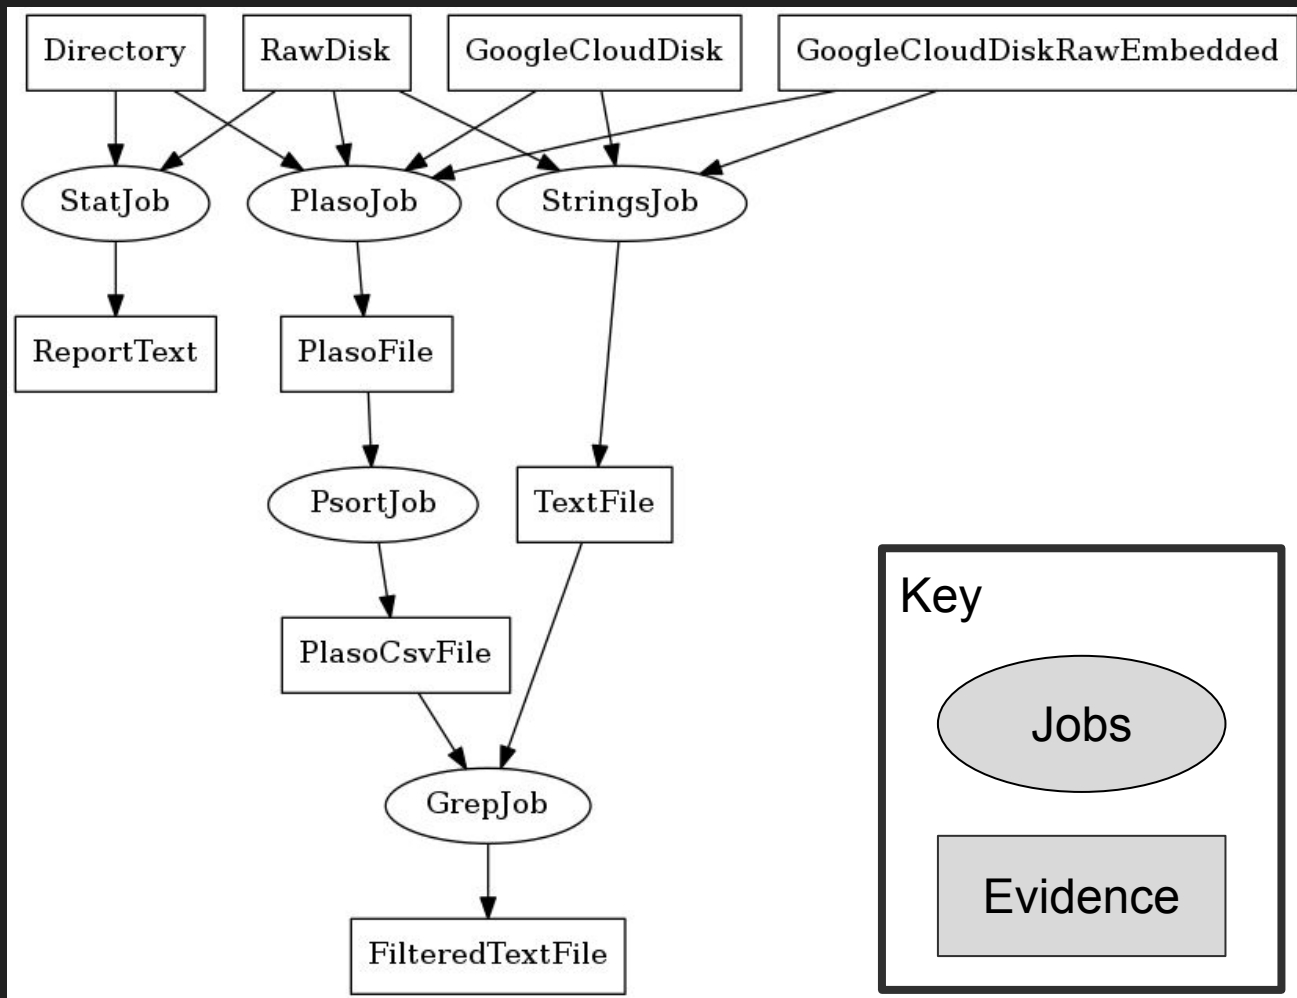 Directory
RawDisk
GoogleCloudDisk
GoogleCloudDiskRawEmbedded
StatJob
PlasoJob
StringsJob
ReportText
PlasoFile
PsortJob
TextFile
PlasoCsvFile
GrepJob
FilteredTextFile
Key
Jobs
Evidence